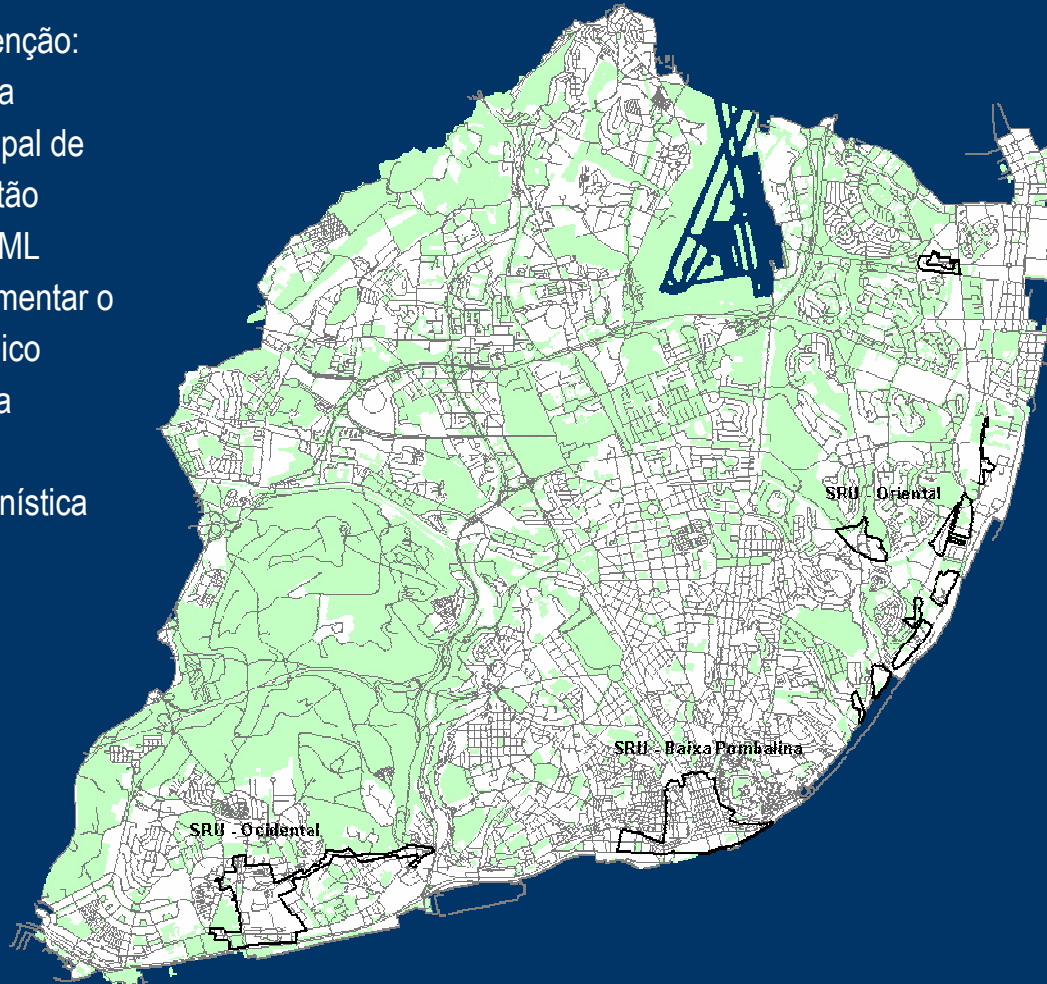 enção:
a
pal de
tão
ML
mentar o
ico
a
nística
SRU - Oriental
SRU - Baixa Pombalina
SRU - Ocidental